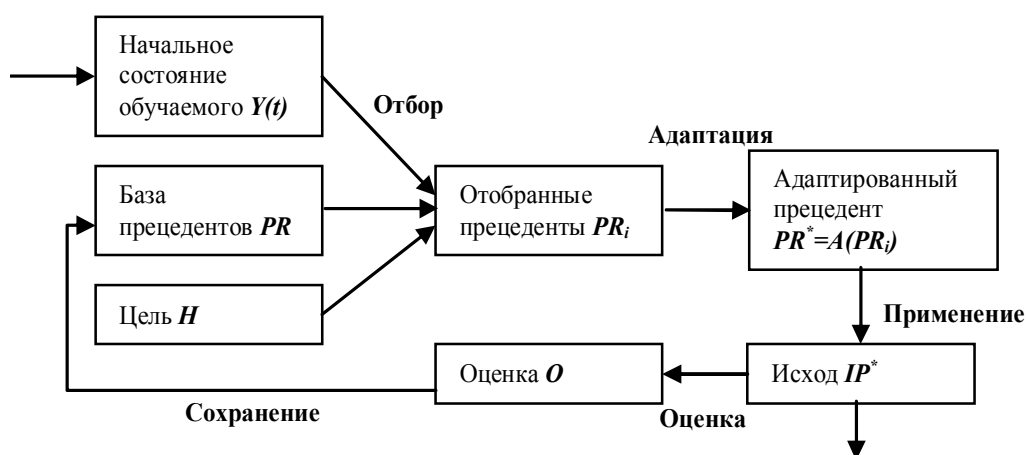 Начальное
состояние
обучаемого Y(t)
Отбор
Адаптация
База
прецедентов PR
Отобранные
прецеденты PRi
Адаптированный
прецедент
PR*=A(PRi)
Цель H
Применение
Оценка O
Исход IP*
Сохранение
Оценка